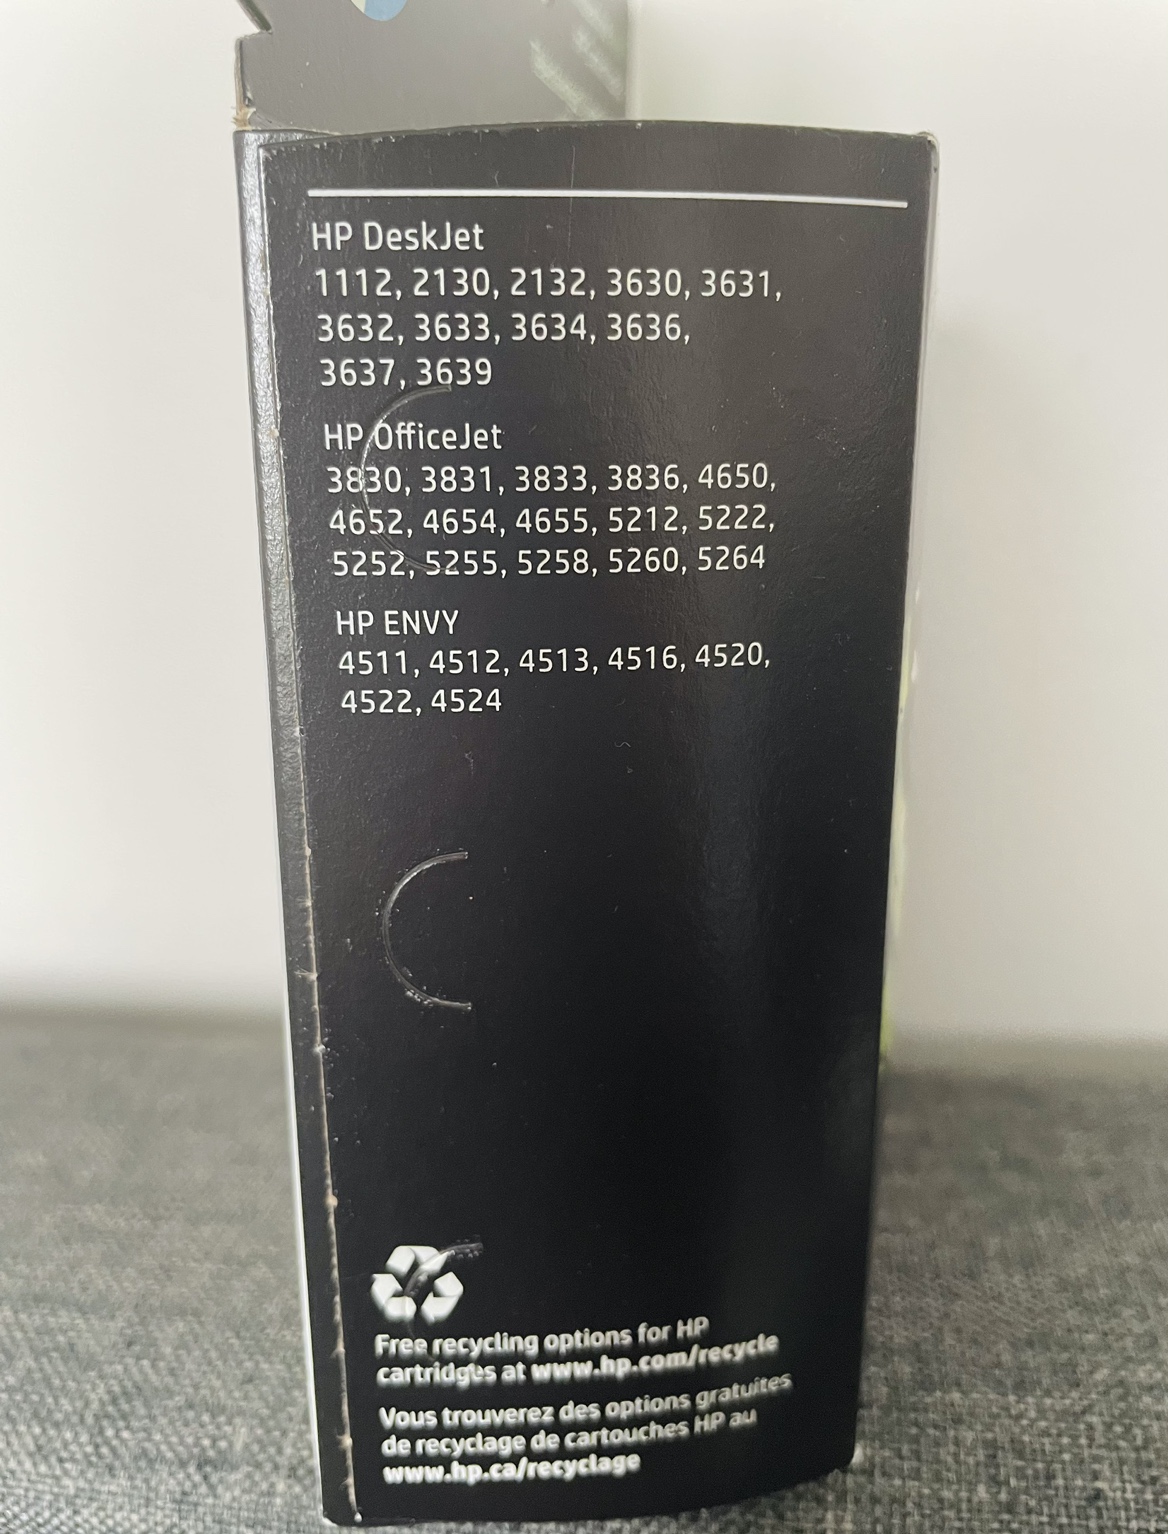 HP DeskJet
1112, 2130, 2132, 3630, 3631,
3632, 3633, 3634, 3636,
3637, 3639
HP OfficeJet
3830, 3831, 3833, 3836, 4650,
4652, 4654, 4655, 5212, 5222,
5252, 5255, 5258, 5260, 5264
HP ENVY
4511, 4512, 4513, 4516, 4520,
4522, 4524
Free recycling options for HP
cartridges at www.hp.com/recycle
Vous trouverez des options gratuites
de recyclage de cartouches HP au
www.hp.ca/recyclage